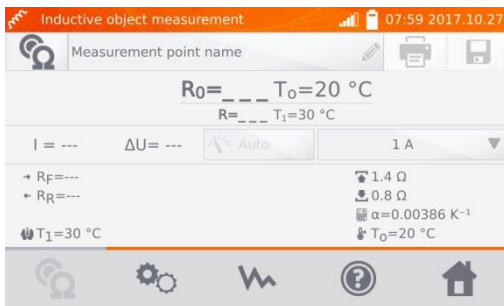 Inductive object measurement 07:59 2017.10.27
Measurement point name
R₀=_ _ _ T₀=20 °C
R=_ _ _ T₁=30 °C
I = --- ΔU= --- Auto 1 A
RF=--- 1.4 Ω
RR=--- 0.8 Ω
α=0.00386 K⁻¹
T1=30 °C T₀=20 °C